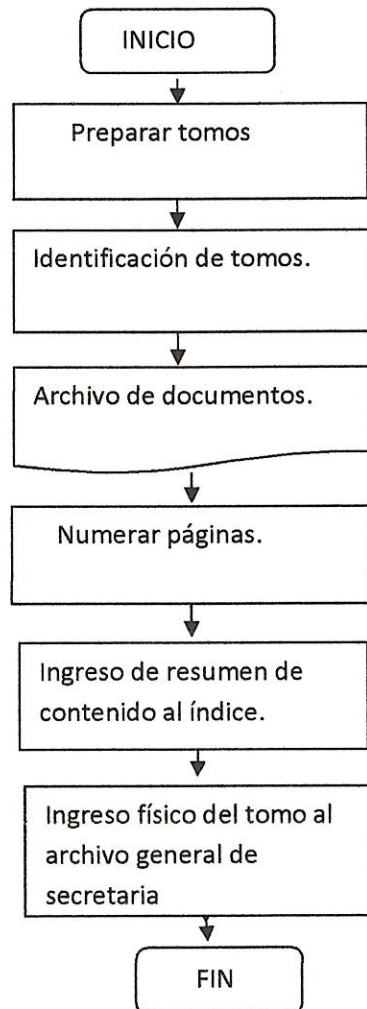 INICIO
Preparar tomos
Identificación de tomos.
Archivo de documentos.
Numerar páginas.
Ingreso de resumen de
contenido al índice.
Ingreso físico del tomo al
archivo general de
secretaria
FIN